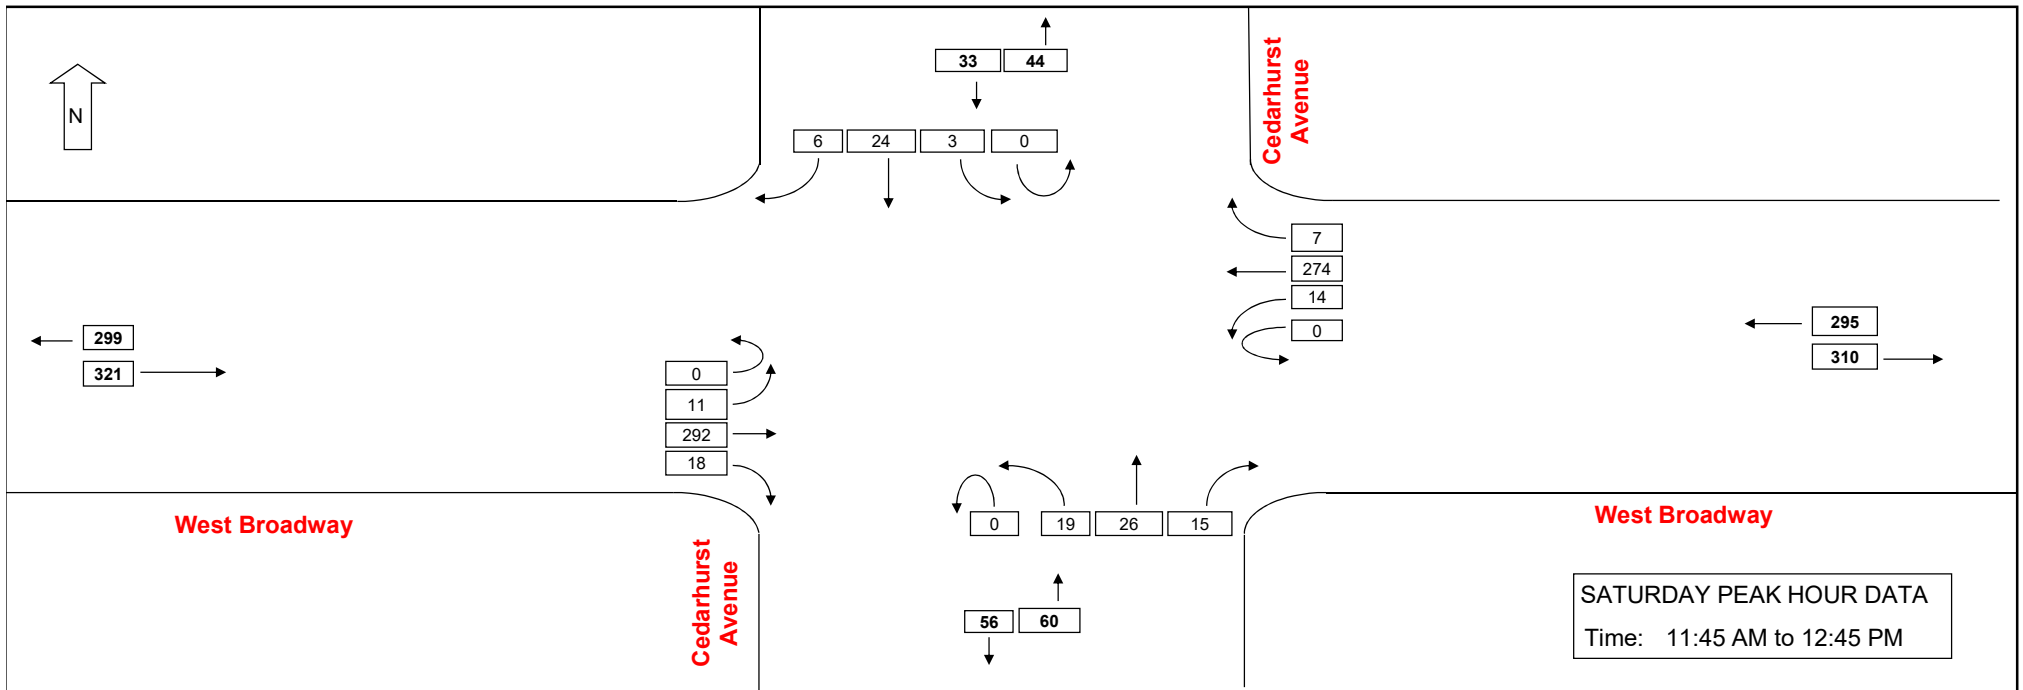 33 44
Cedarhurst
Avenue
N
6 24 3 0
7
274
14
0
299
321
295
310
0
11
292
18
0 19 26 15
West Broadway
West Broadway
Cedarhurst
Avenue
56 60
SATURDAY PEAK HOUR DATA
Time: 11:45 AM to 12:45 PM